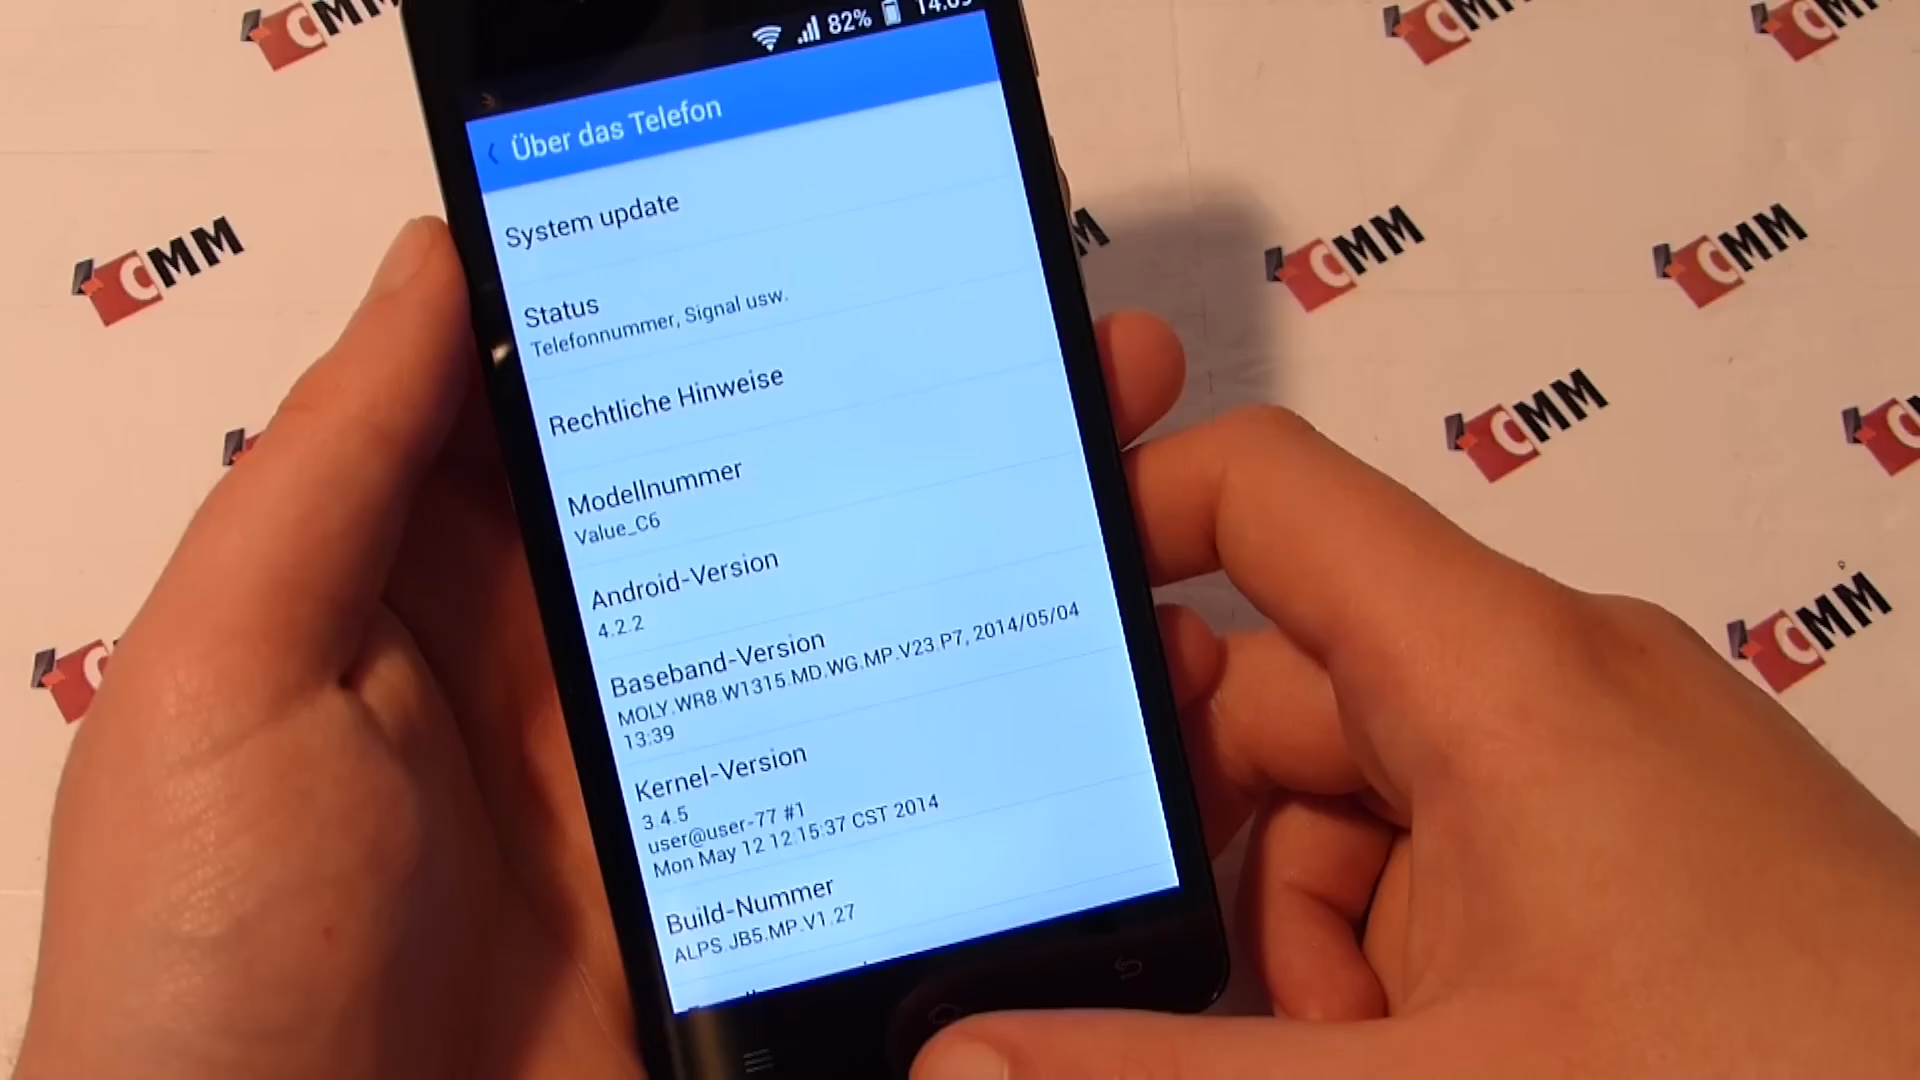 82%
Über das Telefon
System update
Status
Telefonnummer, Signal usw.
Rechtliche Hinweise
Modellnummer
Value_C6
Android-Version
4.2.2
Baseband-Version
MOLY.WR8.W1315.MD.WG.MP.V23.P7, 2014/05/04
13:39
Kernel-Version
3.4.5
user@user-77 #1
Mon May 12 12:15:37 CST 2014
Build-Nummer
ALPS.JB5.MP.V1.27
CMM
CMM
CMM
CMM
CMM